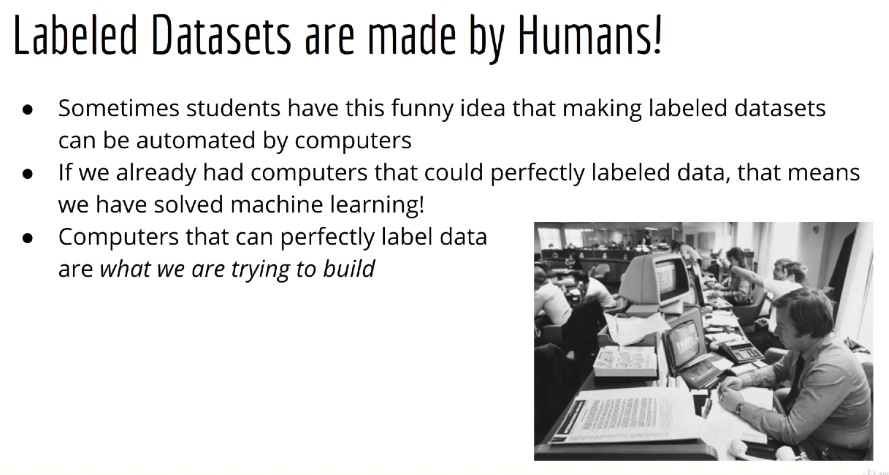 Labeled Datasets are made by Humans!
● Sometimes students have this funny idea that making labeled datasets
can be automated by computers
● If we already had computers that could perfectly labeled data, that means
we have solved machine learning!
● Computers that can perfectly label data
are what we are trying to build